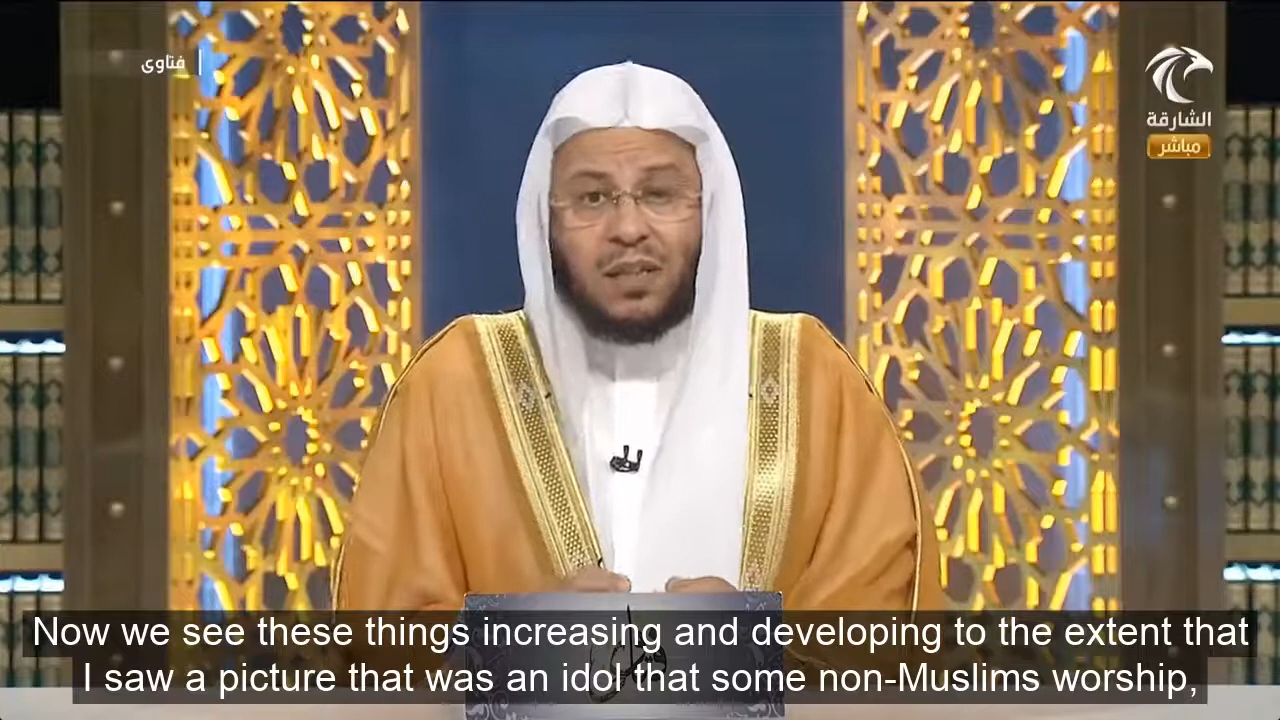 فتاوى
الشارقة
مباشر
Now we see these things increasing and developing to the extent that
I saw a picture that was an idol that some non-Muslims worship,